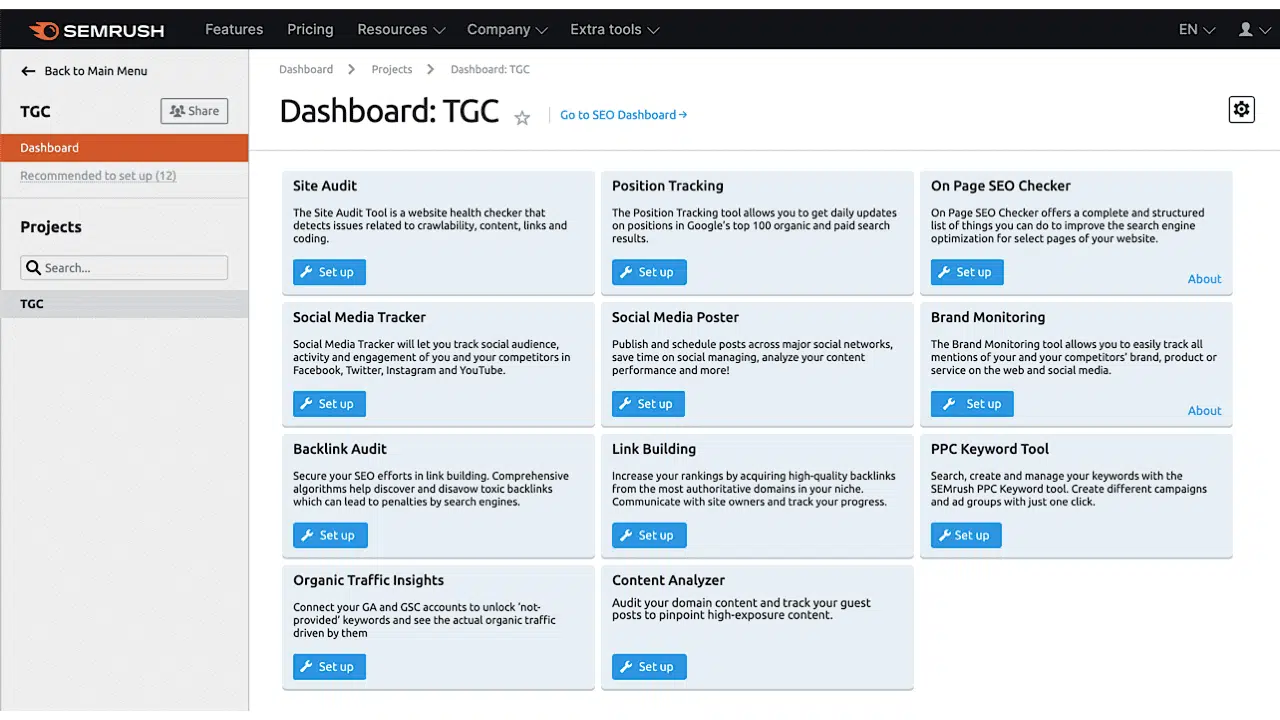 SEMRUSH Features Pricing Resources Company Extra tools EN
Back to Main Menu
TGC Share
Dashboard
Recommended to set up (12)
Projects
Search...
TGC
Dashboard Projects Dashboard: TGC
Dashboard: TGC Go to SEO Dashboard →
Site Audit
The Site Audit Tool is a website health checker that
detects issues related to crawlability, content, links and
coding.
Set up
Position Tracking
The Position Tracking tool allows you to get daily updates
on positions in Google's top 100 organic and paid search
results.
Set up
On Page SEO Checker
On Page SEO Checker offers a complete and structured
list of things you can do to improve the search engine
optimization for select pages of your website.
Set up
About
Social Media Tracker
Social Media Tracker will let you track social audience,
activity and engagement of you and your competitors in
Facebook, Twitter, Instagram and YouTube.
Set up
Social Media Poster
Publish and schedule posts across major social networks,
save time on social managing, analyze your content
performance and more!
Set up
Brand Monitoring
The Brand Monitoring tool allows you to easily track all
mentions of your and your competitors' brand, product or
service on the web and social media.
Set up
About
Backlink Audit
Secure your SEO efforts in link building. Comprehensive
algorithms help discover and disavow toxic backlinks
which can lead to penalties by search engines.
Set up
Link Building
Increase your rankings by acquiring high-quality backlinks
from the most authoritative domains in your niche.
Communicate with site owners and track your progress.
Set up
PPC Keyword Tool
Search, create and manage your keywords with the
SEMrush PPC Keyword tool. Create different campaigns
and ad groups with just one click.
Set up
Organic Traffic Insights
Connect your GA and GSC accounts to unlock 'not-
provided' keywords and see the actual organic traffic
driven by them
Set up
Content Analyzer
Audit your domain content and track your guest
posts to pinpoint high-exposure content.
Set up